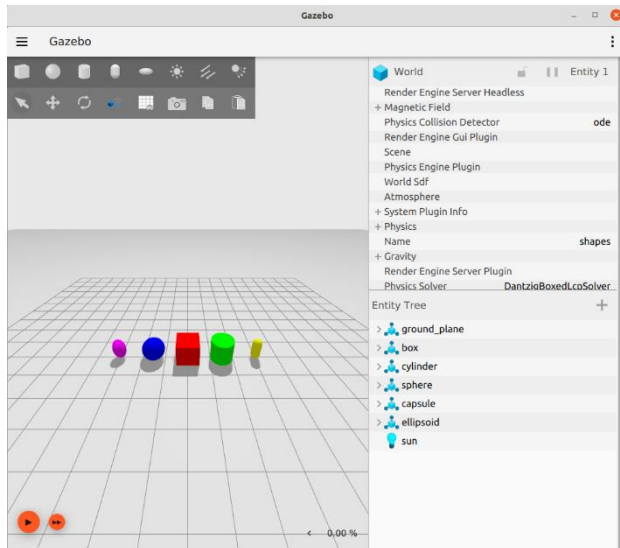 Gazebo
Gazebo
World Entity 1
Render Engine Server Headless
+ Magnetic Field
Physics Collision Detector ode
Render Engine Gui Plugin
Scene
Physics Engine Plugin
World Sdf
Atmosphere
+ System Plugin Info
+ Physics
Name shapes
+ Gravity
Render Engine Server Plugin
Physics Solver DantzigBoxedLcpSolver
Entity Tree
ground_plane
box
cylinder
sphere
capsule
ellipsoid
sun
0.00 %